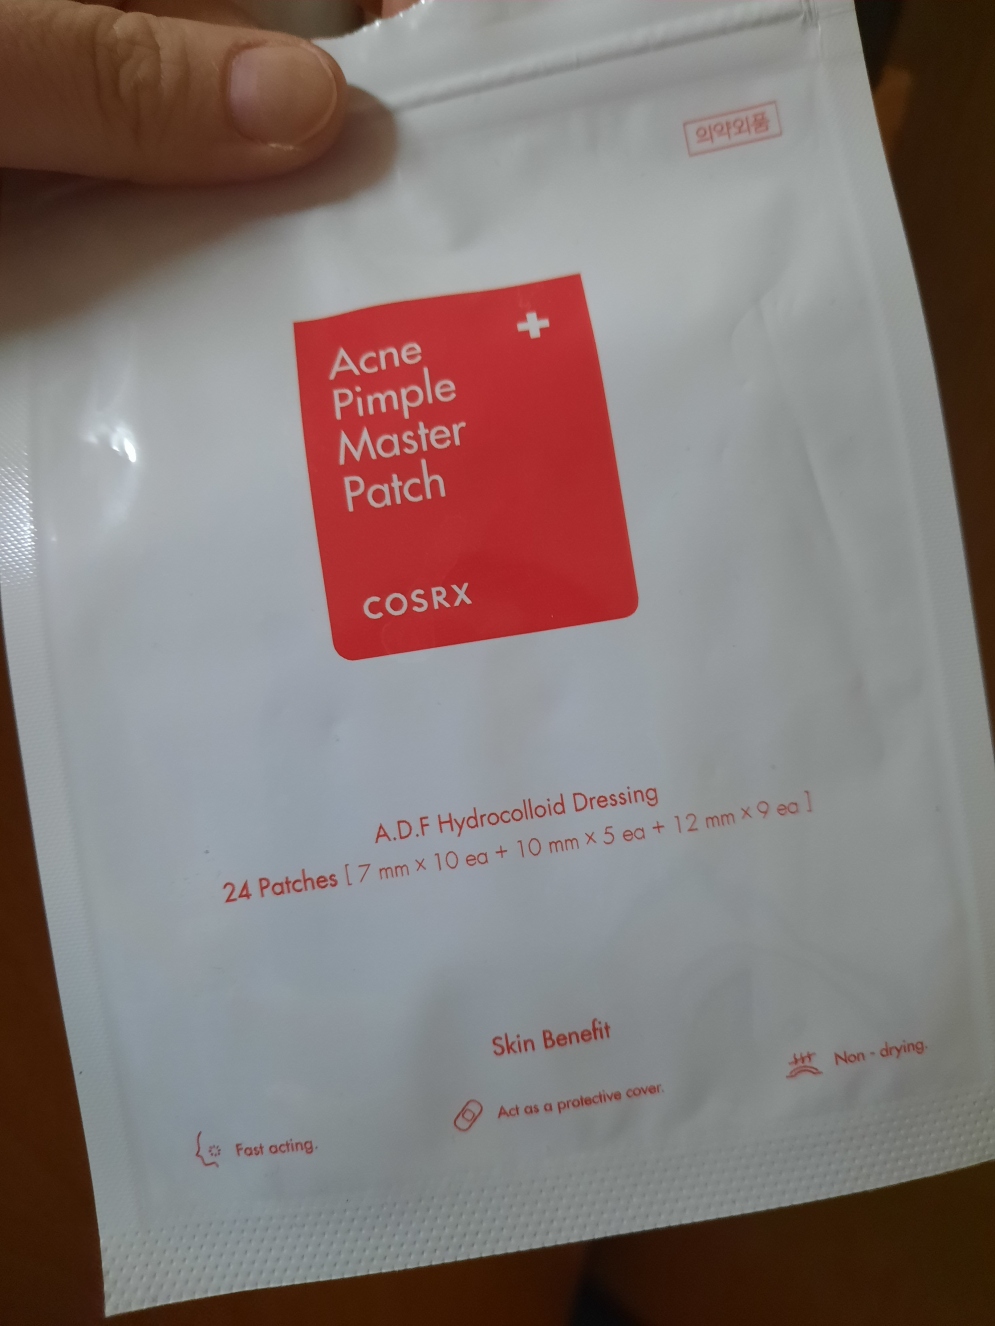 의약외품
Acne
Pimple
Master
Patch
COSRX
A.D.F Hydrocolloid Dressing
24 Patches [ 7 mm × 10 ea + 10 mm × 5 ea + 12 mm × 9 ea ]
Skin Benefit
Fast acting.
Act as a protective cover.
Non - drying.